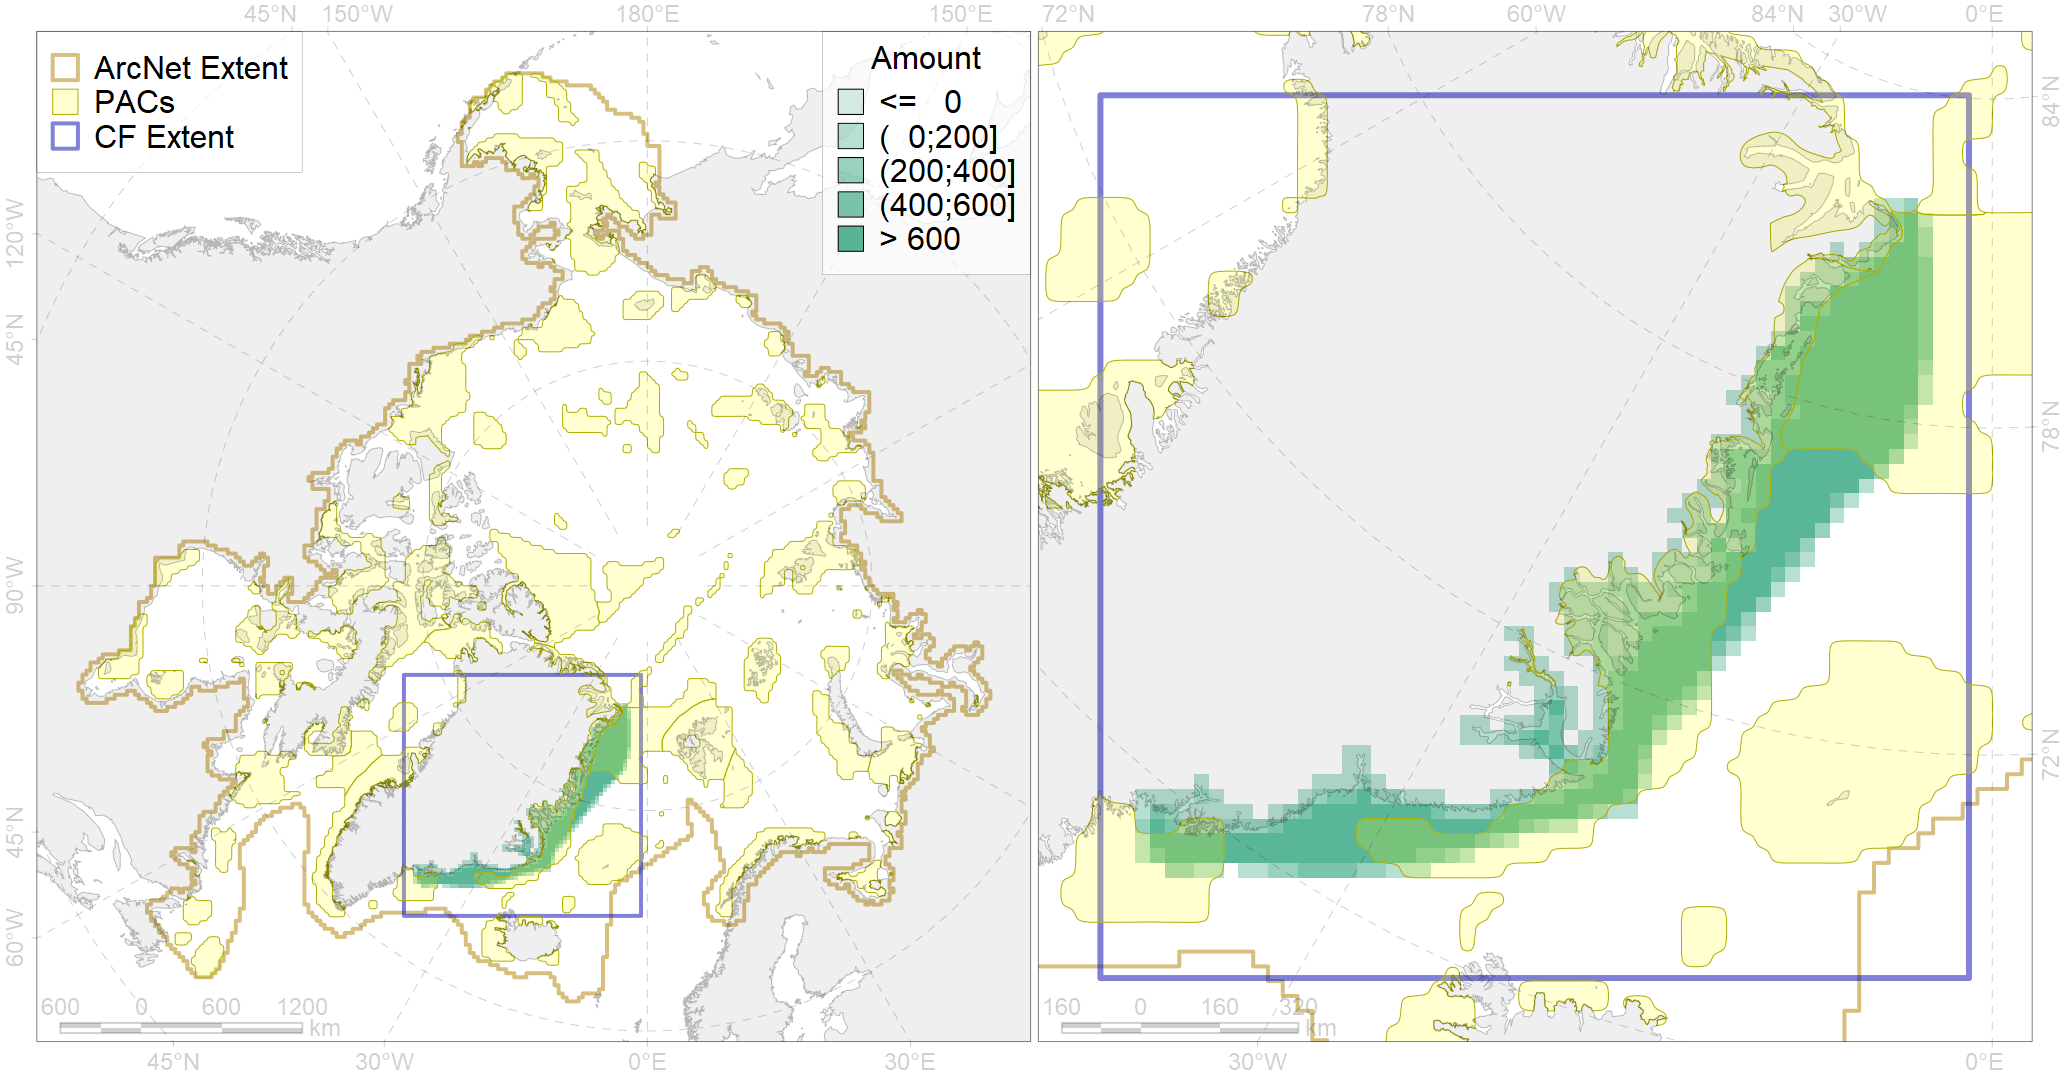 45°N 150°W 180°E 150°E 72°N 78°N 60°W 84°N 30°W 0°E
ArcNet Extent
PACs
CF Extent
Amount
<= 0
( 0;200]
(200;400]
(400;600]
> 600
120°W
45°N
90°W
45°N
60°W
84°N
78°N
72°N
600 0 600 1200
km
160 0 160 320
km
45°N 30°W 0°E 30°E 30°W 0°E